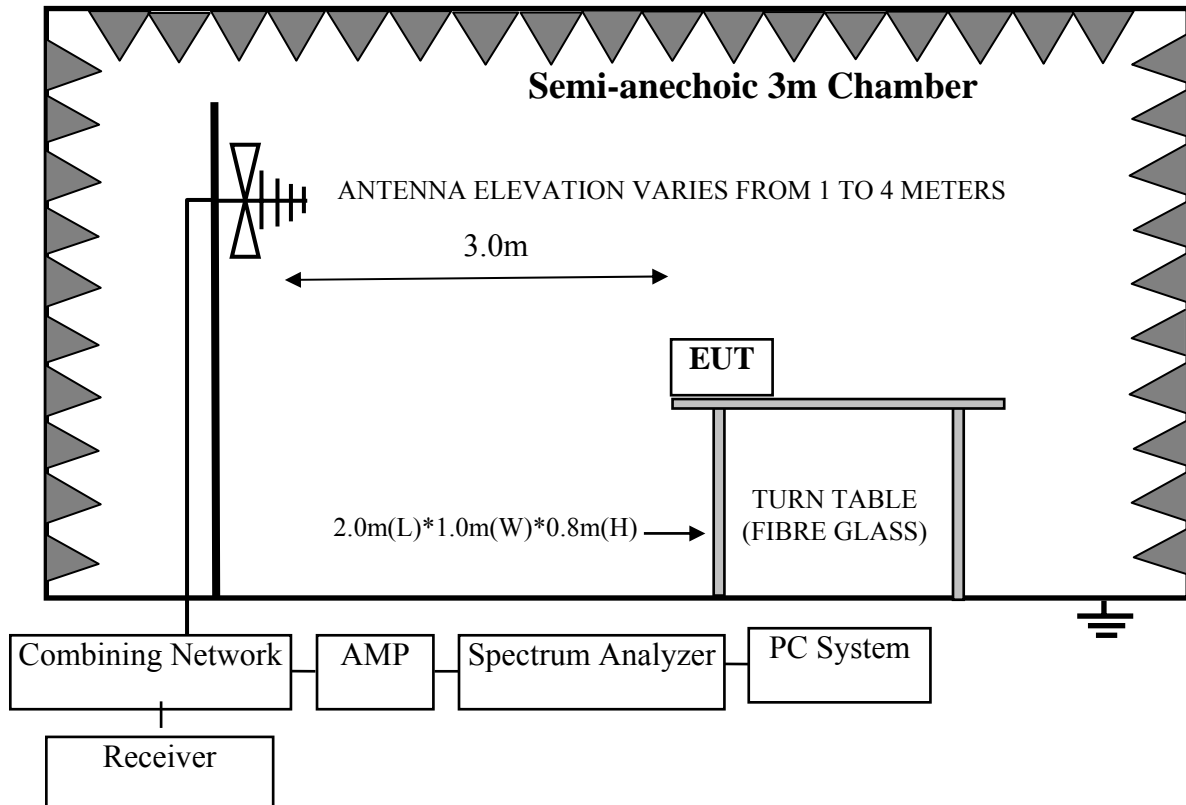 Semi-anechoic 3m Chamber
ANTENNA ELEVATION VARIES FROM 1 TO 4 METERS
3.0m
EUT
2.0m(L)*1.0m(W)*0.8m(H)
TURN TABLE
(FIBRE GLASS)
Combining Network
AMP
Spectrum Analyzer
PC System
Receiver